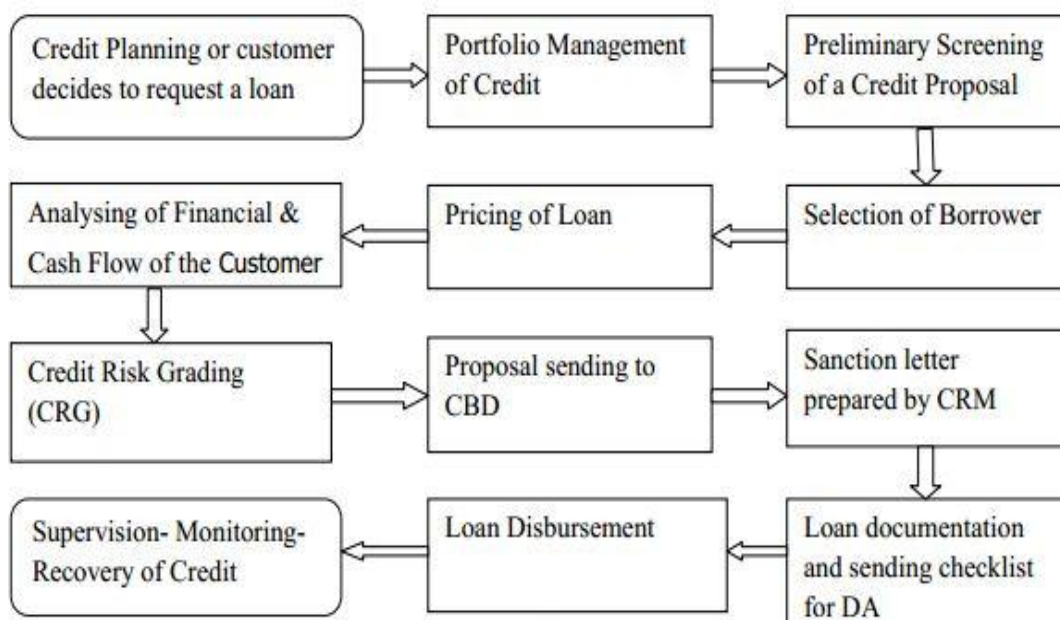 Credit Planning or customer
decides to request a loan
Portfolio Management
of Credit
Preliminary Screening
of a Credit Proposal
Selection of Borrower
Pricing of Loan
Analysing of Financial &
Cash Flow of the Customer
Credit Risk Grading
(CRG)
Proposal sending to
CBD
Sanction letter
prepared by CRM
Loan documentation
and sending checklist
for DA
Loan Disbursement
Supervision- Monitoring-
Recovery of Credit